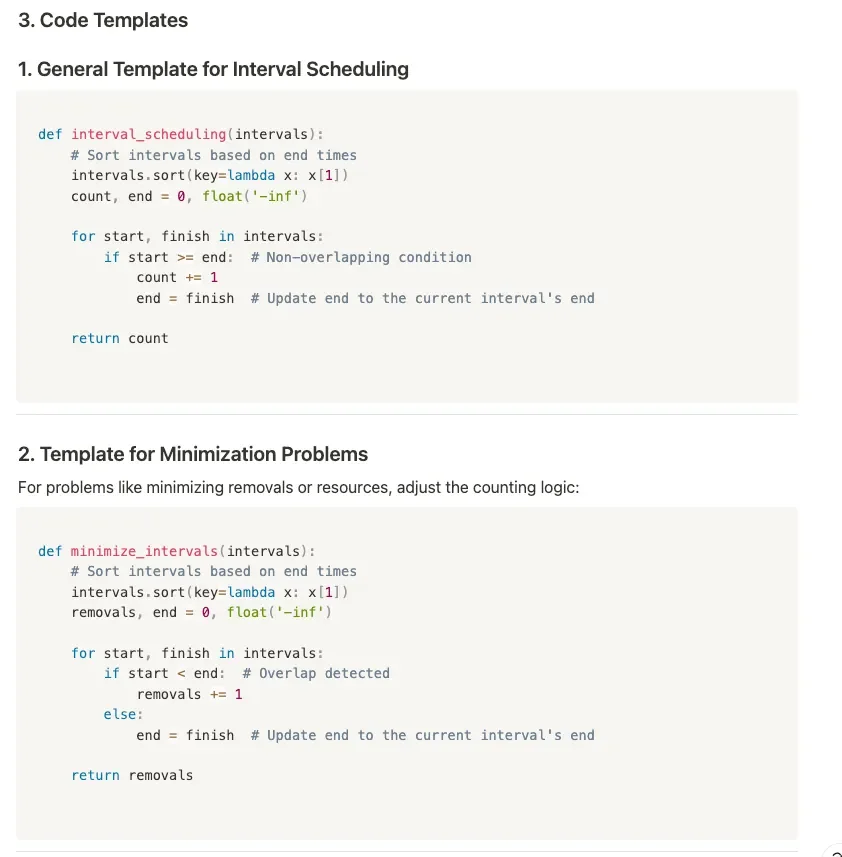 3. Code Templates
1. General Template for Interval Scheduling
def interval_scheduling(intervals):
    # Sort intervals based on end times
    intervals.sort(key=lambda x: x[1])
    count, end = 0, float('-inf')
    for start, finish in intervals:
        if start >= end:  # Non-overlapping condition
            count += 1
            end = finish  # Update end to the current interval's end
    return count
2. Template for Minimization Problems
For problems like minimizing removals or resources, adjust the counting logic:
def minimize_intervals(intervals):
    # Sort intervals based on end times
    intervals.sort(key=lambda x: x[1])
    removals, end = 0, float('-inf')
    for start, finish in intervals:
        if start < end:  # Overlap detected
            removals += 1
        else:
            end = finish  # Update end to the current interval's end
    return removals